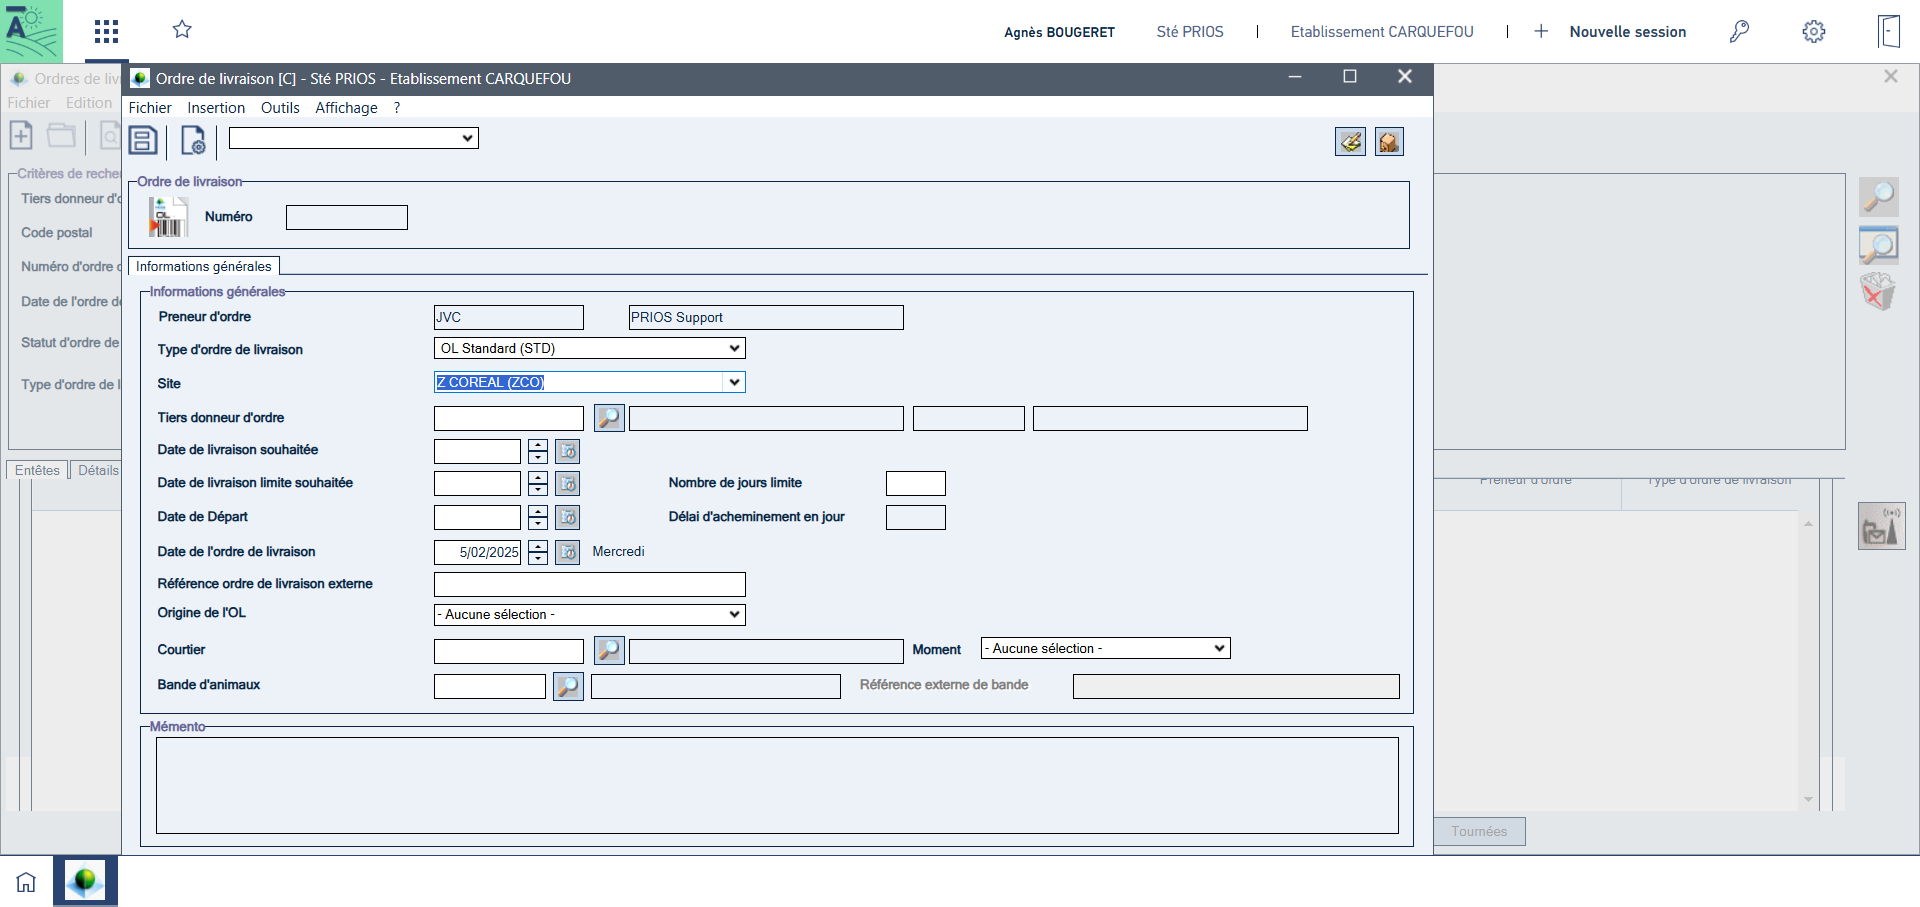 Agnès BOUGERET
Sté PRIOS
Etablissement CARQUEFOU
Nouvelle session
Ordres de liv
Ordre de livraison [C] - Sté PRIOS - Etablissement CARQUEFOU
Fichier Edition
Fichier Insertion Outils Affichage ?
Critères de recher
Tiers donneur d'o
Code postal
Numéro d'ordre d
Date de l'ordre de
Statut d'ordre de
Type d'ordre de l
Entêtes Détails
Ordre de livraison
OL
Numéro
Informations générales
Informations générales
Preneur d'ordre JVC PRIOS Support
Type d'ordre de livraison OL Standard (STD)
Site Z COREAL (ZCO)
Tiers donneur d'ordre
Date de livraison souhaitée
Date de livraison limite souhaitée Nombre de jours limite
Date de Départ Délai d'acheminement en jour
Date de l'ordre de livraison 5/02/2025 Mercredi
Référence ordre de livraison externe
Origine de l'OL - Aucune sélection -
Courtier Moment - Aucune sélection -
Bande d'animaux Référence externe de bande
Mémento
Preneur d'ordre Type d'ordre de livraison
Tournées